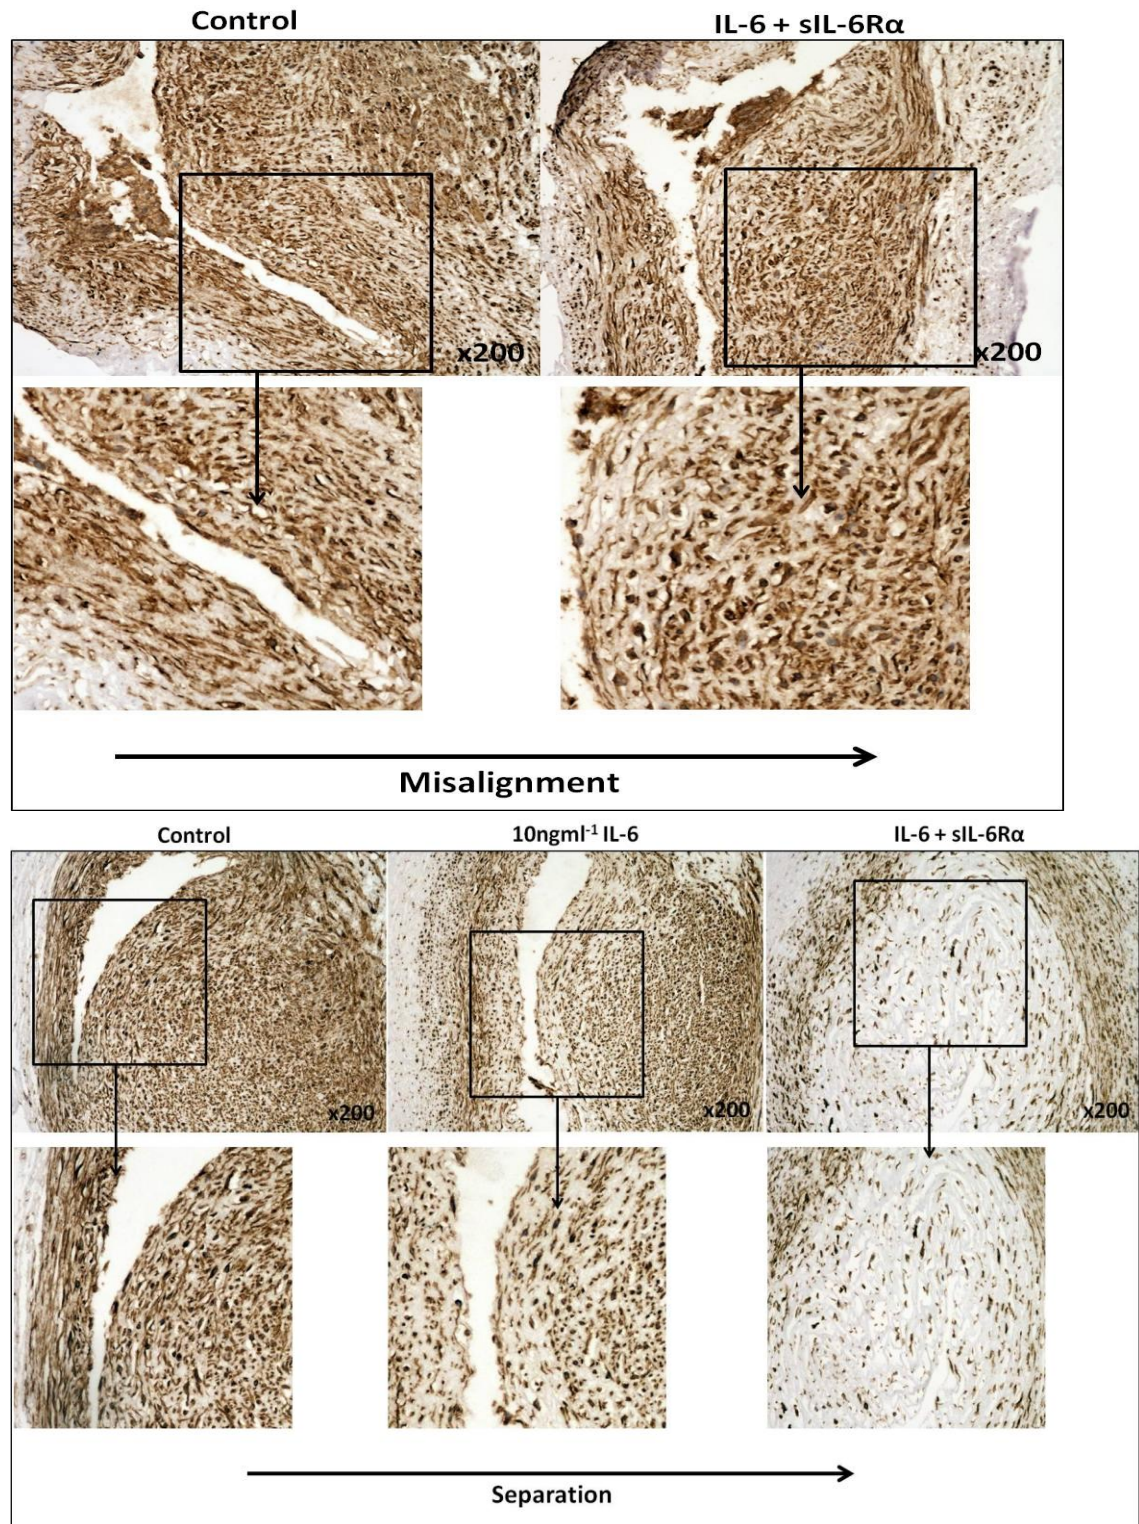 Control
IL-6 + sIL-6Rα
x200
x200
Misalignment
Control
10ngml⁻¹ IL-6
IL-6 + sIL-6Rα
x200
x200
x200
Separation